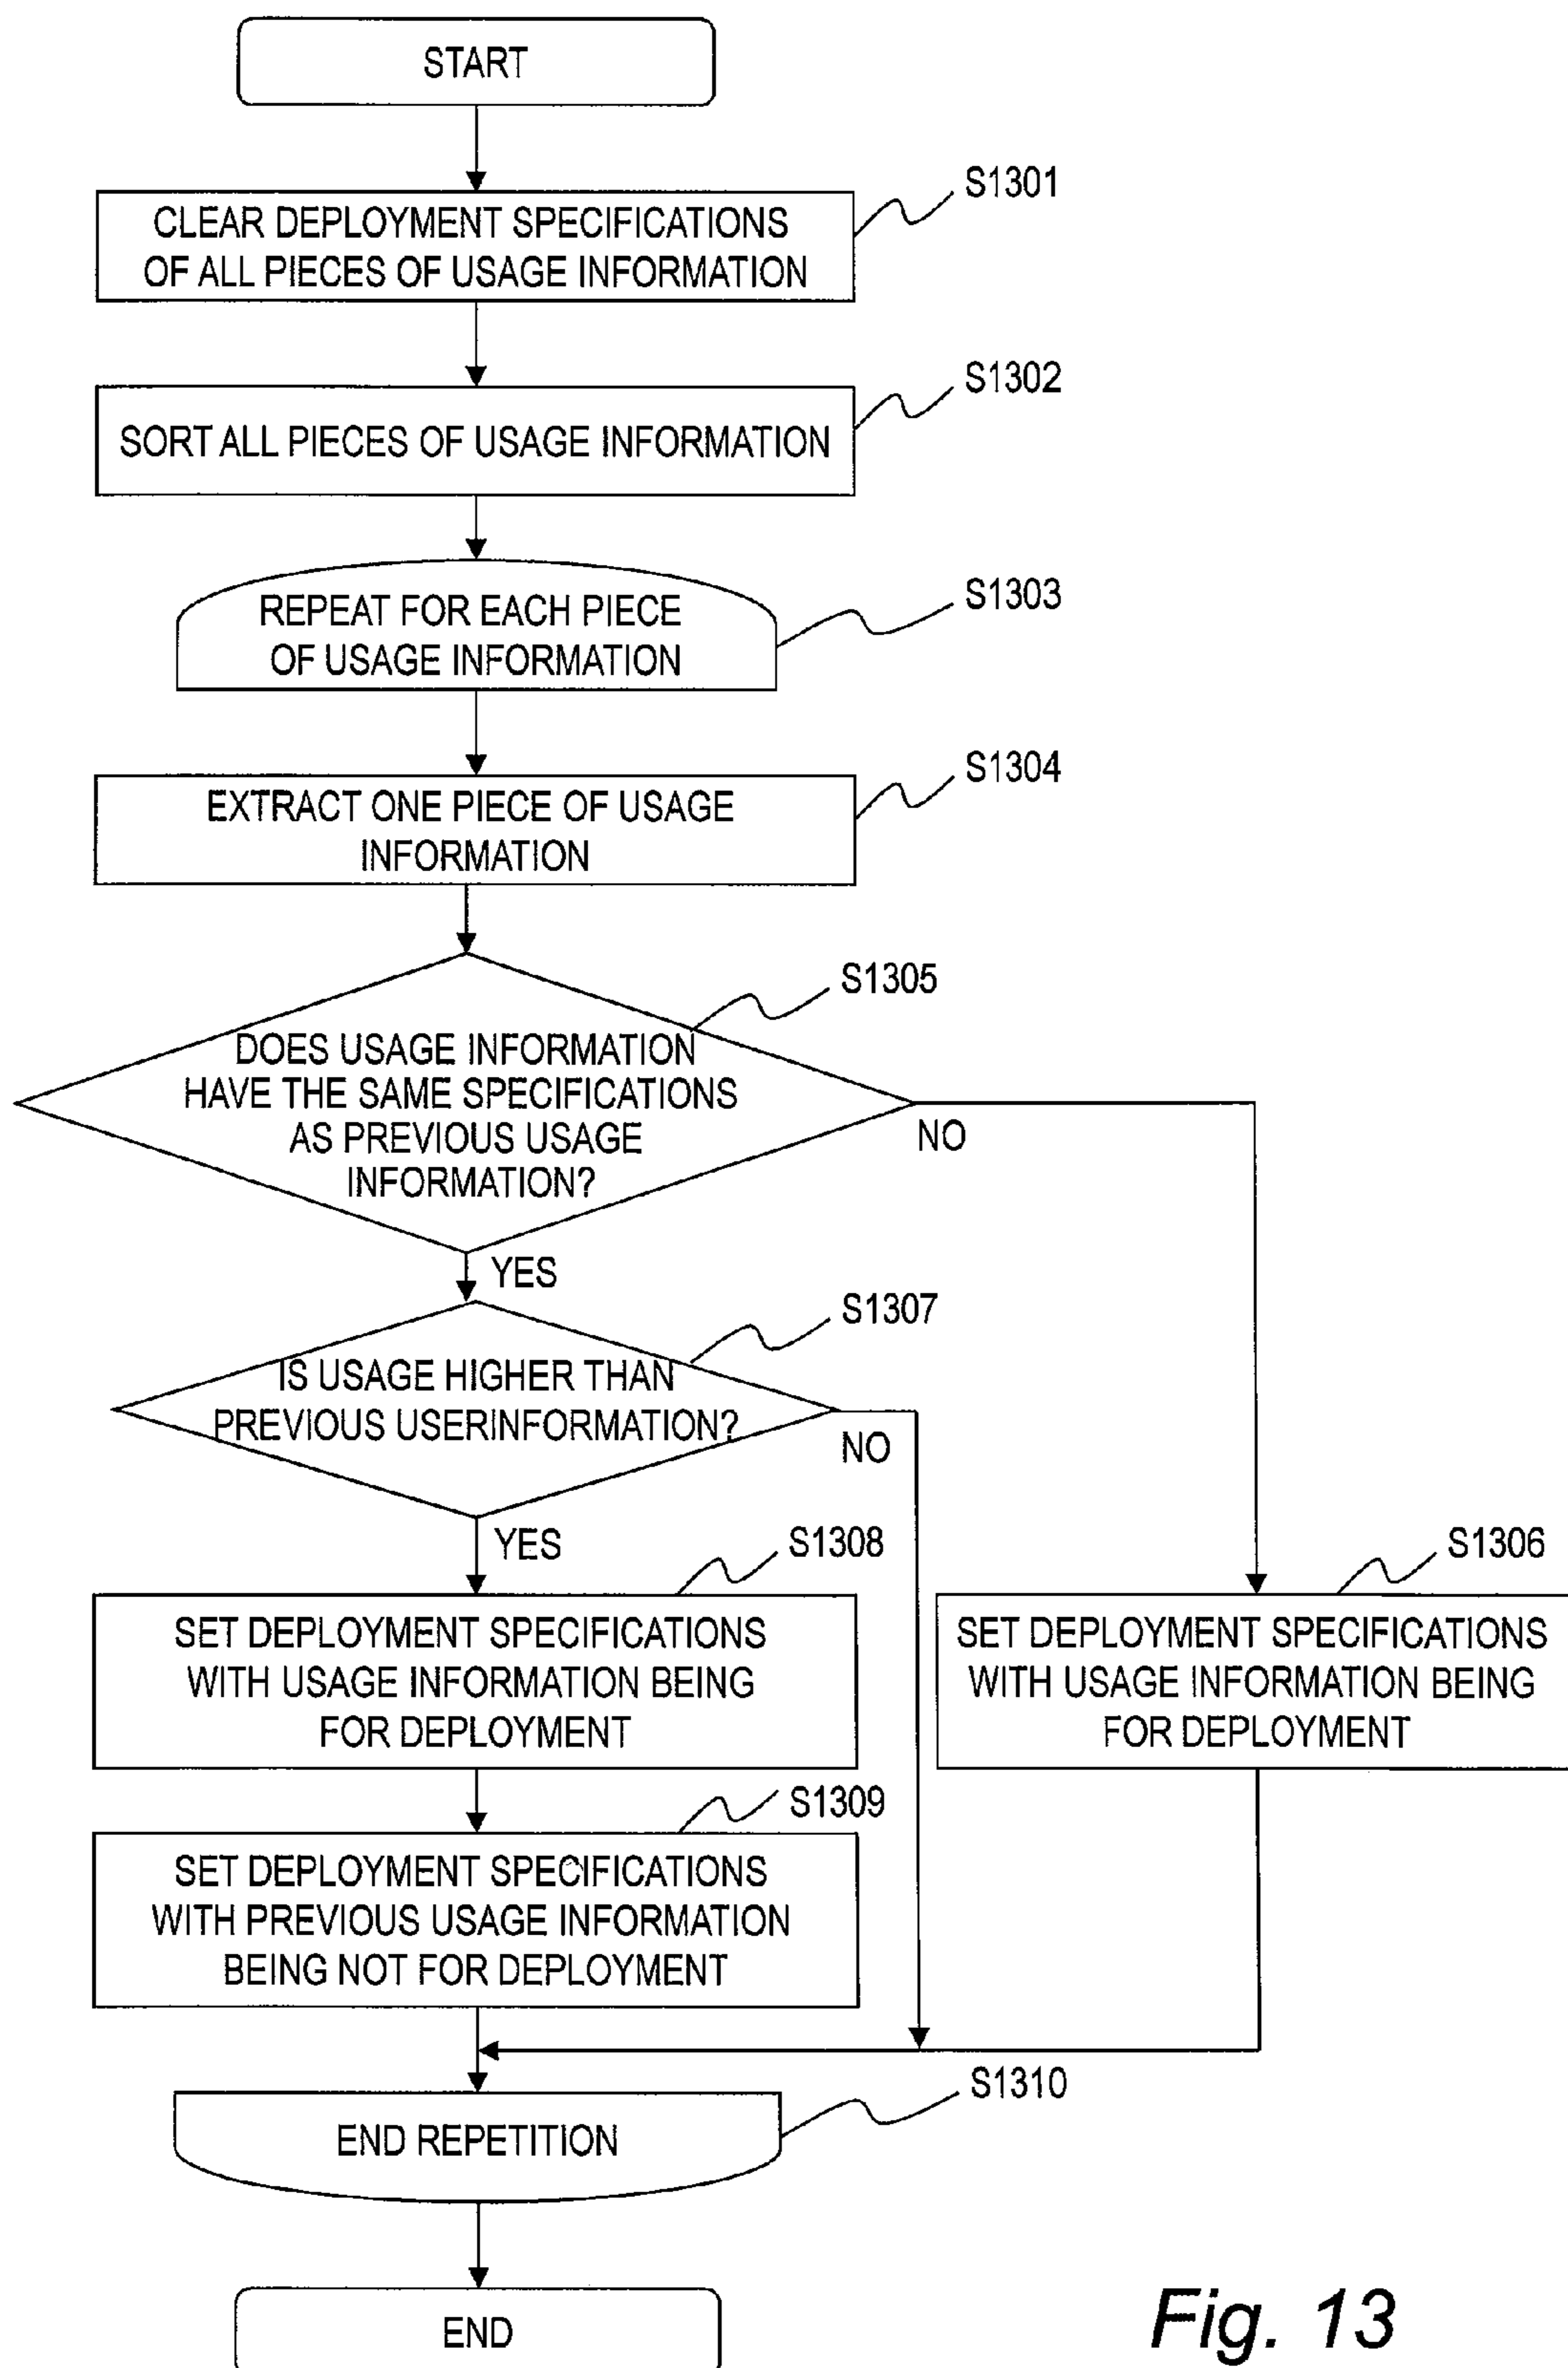 START
S1301
CLEAR DEPLOYMENT SPECIFICATIONS
OF ALL PIECES OF USAGE INFORMATION
S1302
SORT ALL PIECES OF USAGE INFORMATION
S1303
REPEAT FOR EACH PIECE
OF USAGE INFORMATION
S1304
EXTRACT ONE PIECE OF USAGE
INFORMATION
S1305
DOES USAGE INFORMATION
HAVE THE SAME SPECIFICATIONS
AS PREVIOUS USAGE
INFORMATION?
NO
YES
S1307
IS USAGE HIGHER THAN
PREVIOUS USERINFORMATION?
NO
YES
S1308
SET DEPLOYMENT SPECIFICATIONS
WITH USAGE INFORMATION BEING
FOR DEPLOYMENT
S1306
SET DEPLOYMENT SPECIFICATIONS
WITH USAGE INFORMATION BEING
FOR DEPLOYMENT
S1309
SET DEPLOYMENT SPECIFICATIONS
WITH PREVIOUS USAGE INFORMATION
BEING NOT FOR DEPLOYMENT
S1310
END REPETITION
END
Fig. 13